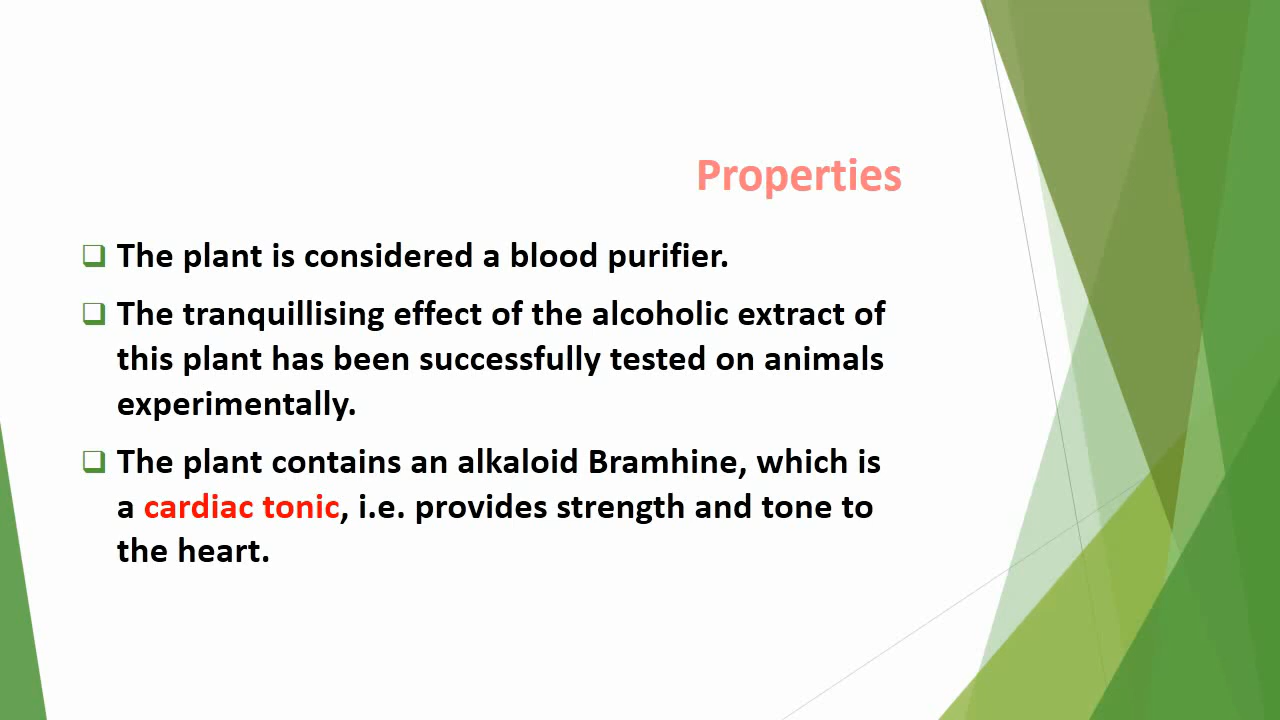 Properties
The plant is considered a blood purifier.
The tranquillising effect of the alcoholic extract of
this plant has been successfully tested on animals
experimentally.
The plant contains an alkaloid Bramhine, which is
a cardiac tonic, i.e. provides strength and tone to
the heart.